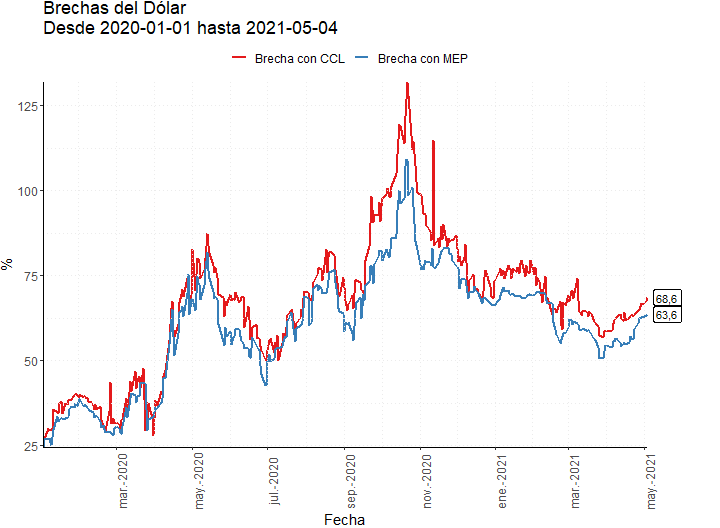 Brechas del Dólar
Desde 2020-01-01 hasta 2021-05-04
Brecha con CCL
Brecha con MEP
%
125
100
75
50
25
68,6
63,6
mar.-2020
may.-2020
jul.-2020
sep.-2020
nov.-2020
ene.-2021
mar.-2021
may.-2021
Fecha